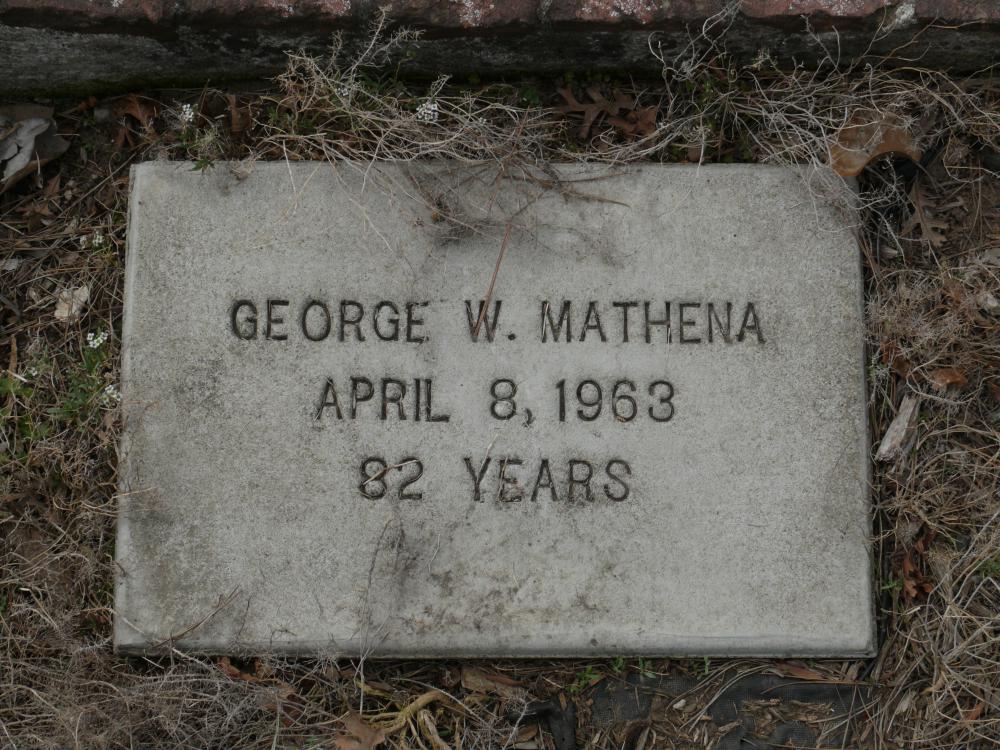 GEORGE W. MATHENA
APRIL 8, 1963
82 YEARS